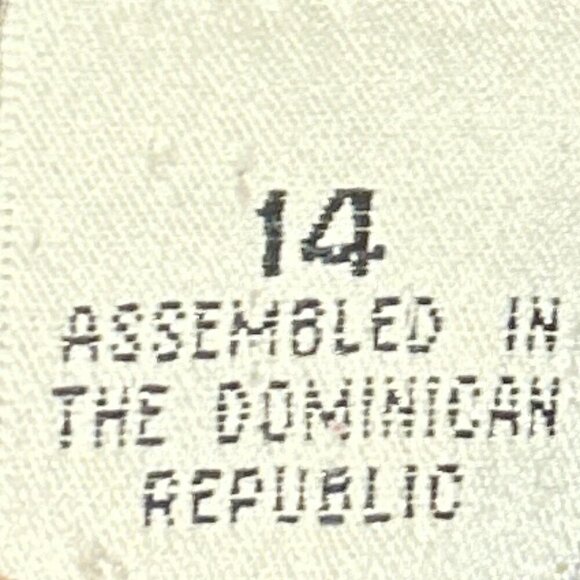 14
ASSEMBLED IN
THE DOMINICAN
REPUBLIC